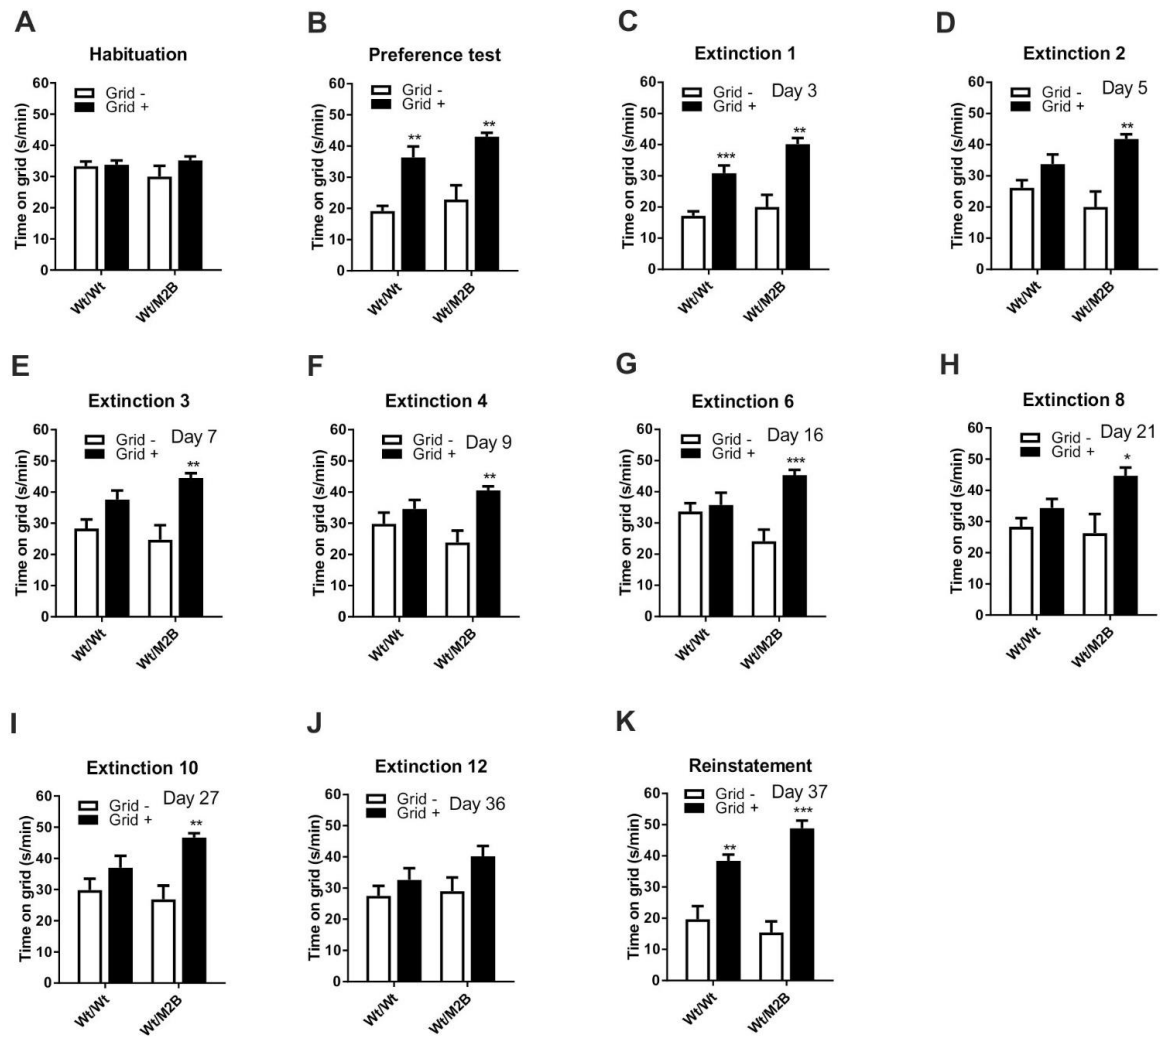 A
Habituation
Grid -
Grid +
Time on grid (s/min)
60
50
40
30
20
10
0
Wt/Wt
Wt/M2B
B
Preference test
Grid -
Grid +
Time on grid (s/min)
60
50
40
30
20
10
0
**
**
Wt/Wt
Wt/M2B
C
Extinction 1
Grid -
Grid +
Day 3
Time on grid (s/min)
60
50
40
30
20
10
0
***
**
Wt/Wt
Wt/M2B
D
Extinction 2
Grid -
Grid +
Day 5
Time on grid (s/min)
60
50
40
30
20
10
0
**
Wt/Wt
Wt/M2B
E
Extinction 3
Grid -
Grid +
Day 7
Time on grid (s/min)
60
50
40
30
20
10
0
**
Wt/Wt
Wt/M2B
F
Extinction 4
Grid -
Grid +
Day 9
Time on grid (s/min)
60
50
40
30
20
10
0
**
Wt/Wt
Wt/M2B
G
Extinction 6
Grid -
Grid +
Day 16
Time on grid (s/min)
60
50
40
30
20
10
0
***
Wt/Wt
Wt/M2B
H
Extinction 8
Grid -
Grid +
Day 21
Time on grid (s/min)
60
50
40
30
20
10
0
*
Wt/Wt
Wt/M2B
I
Extinction 10
Grid -
Grid +
Day 27
Time on grid (s/min)
60
50
40
30
20
10
0
**
Wt/Wt
Wt/M2B
J
Extinction 12
Grid -
Grid +
Day 36
Time on grid (s/min)
60
50
40
30
20
10
0
Wt/Wt
Wt/M2B
K
Reinstatement
Grid -
Grid +
Day 37
Time on grid (s/min)
60
50
40
30
20
10
0
**
***
Wt/Wt
Wt/M2B